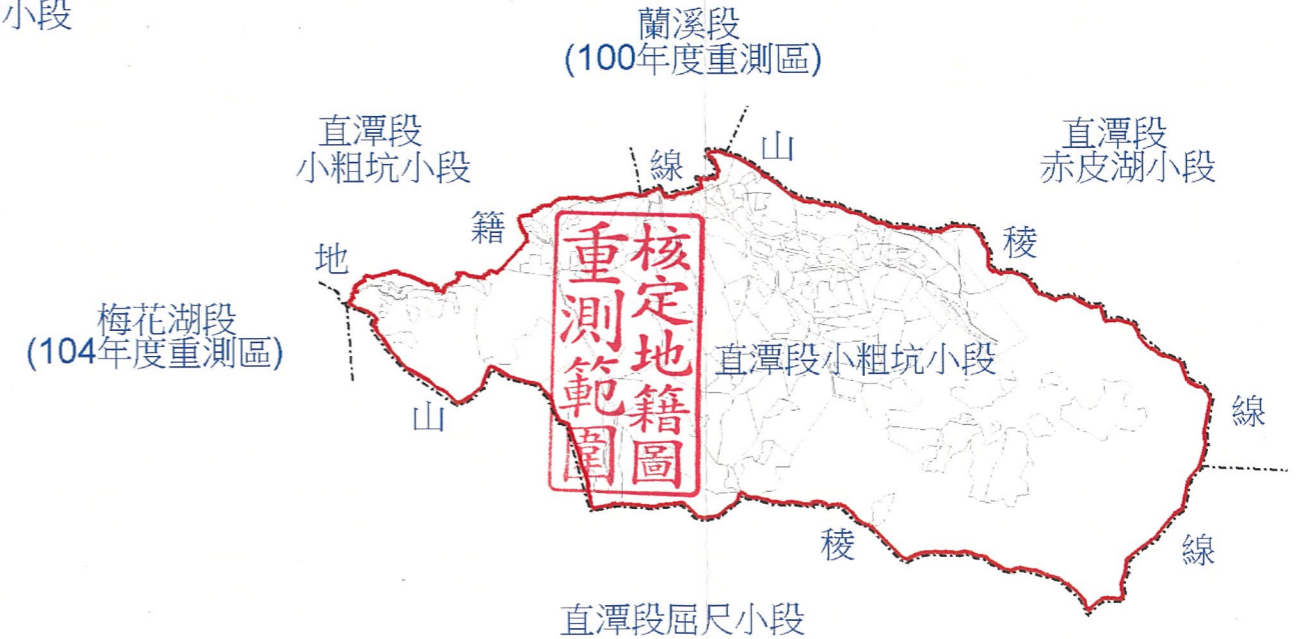 小段
蘭溪段
(100年度重測區)
直潭段
小粗坑小段
線
山
直潭段
赤皮湖小段
籍
稜
地
核定地籍圖
重測範圍
梅花湖段
(104年度重測區)
直潭段小粗坑小段
山
線
稜
線
直潭段屈尺小段